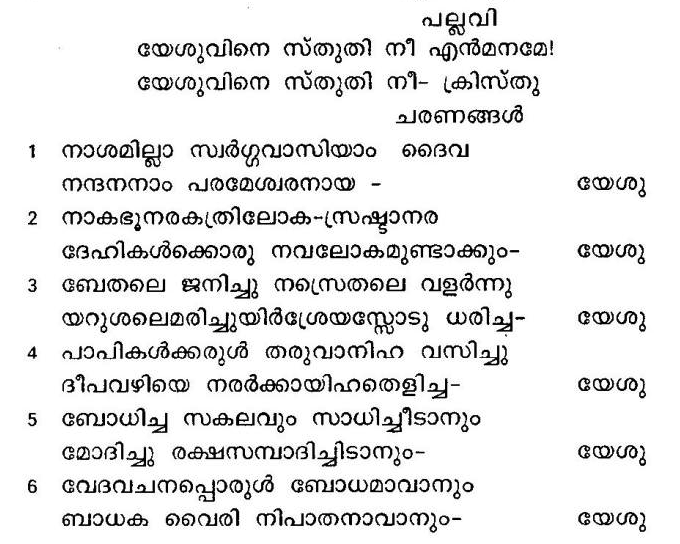 പല്ലവി
യേശുവിനെ സ്തുതി നീ എൻമനമേ!
യേശുവിനെ സ്തുതി നീ- ക്രിസ്തു
ചരണങ്ങൾ
1 നാശമില്ലാ സ്വർഗ്ഗവാസിയാം ദൈവ
നന്ദനനാം പരമേശ്വരനായ - യേശു
2 നാകഭൂനരകത്രിലോക-സ്രഷ്ടാനര
ദേഹികൾക്കൊരു നവലോകമുണ്ടാക്കും- യേശു
3 ബേതലെ ജനിച്ചു നസ്രെതലെ വളർന്നു
യറുശലെമരിച്ചുയിർശ്രേയസ്സോടു ധരിച്ച- യേശു
4 പാപികൾക്കരുൾ തരുവാനിഹ വസിച്ചു
ദീപവഴിയെ നരർക്കായിഹതെളിച്ച- യേശു
5 ബോധിച്ച സകലവും സാധിച്ചീടാനും
മോദിച്ചു രക്ഷസമ്പാദിച്ചിടാനും- യേശു
6 വേദവചനപ്പൊരുൾ ബോധമാവാനും
ബാധക വൈരി നിപാതനാവാനും- യേശു